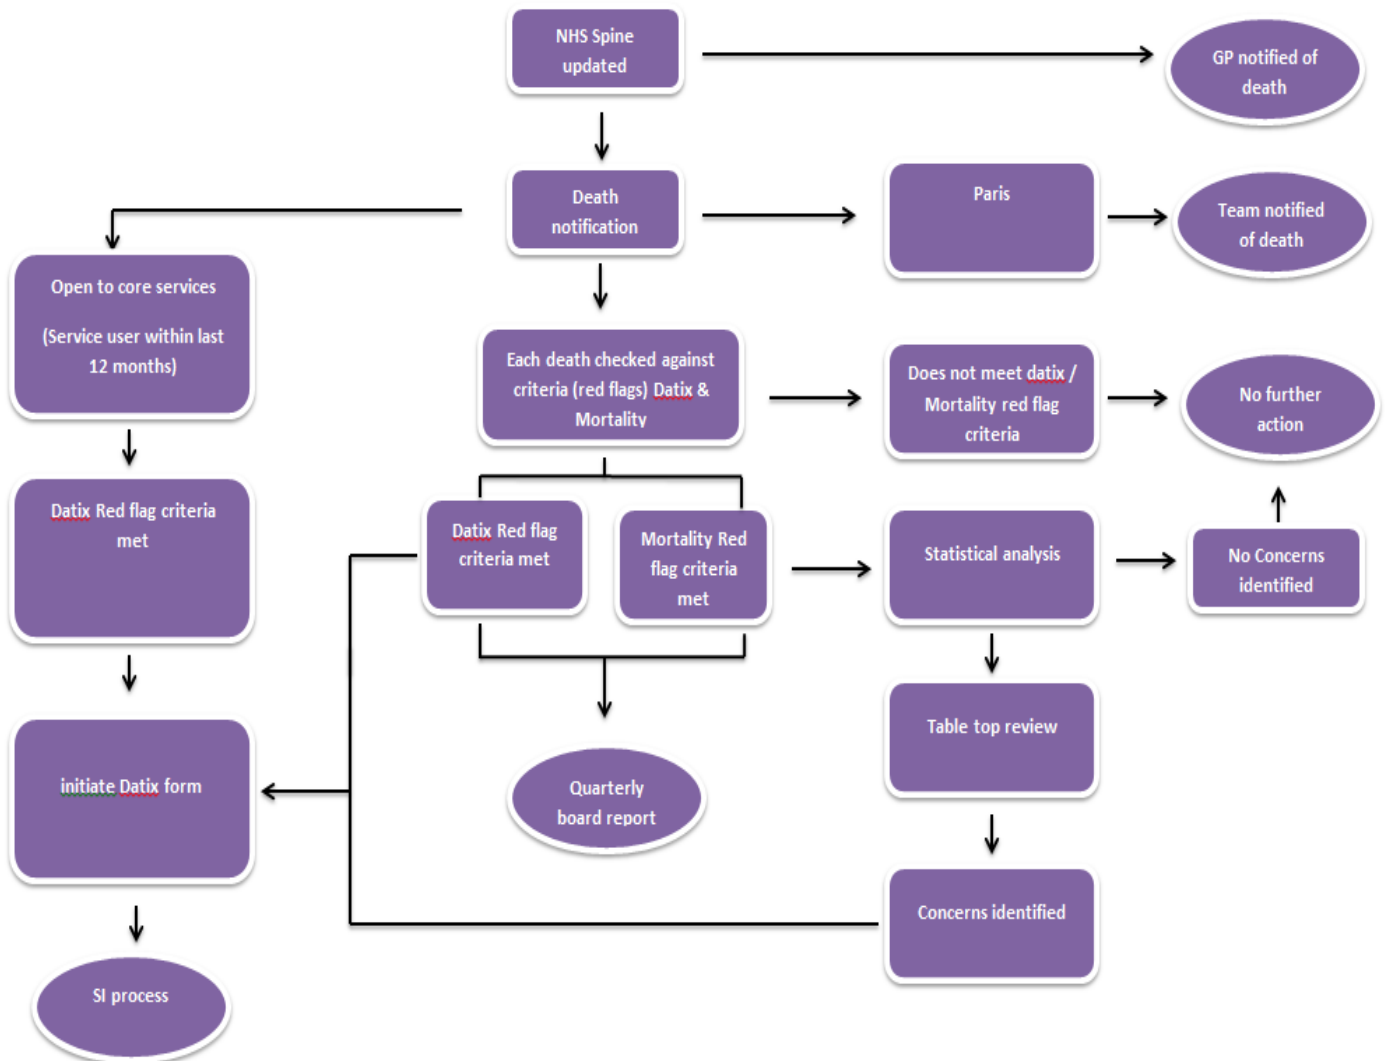 NHS Spine
updated
GP notified of
death
Death
notification
Paris
Team notified
of death
Open to core services
(Service user within last
12 months)
Each death checked against
criteria (red flags) Datix &
Mortality
Does not meet datix /
Mortality red flag
criteria
No further
action
Datix Red flag criteria
met
Datix Red flag
criteria met
Mortality Red
flag criteria
met
Statistical analysis
No Concerns
identified
Table top review
initiate Datix form
Quarterly
board report
Concerns identified
SI process